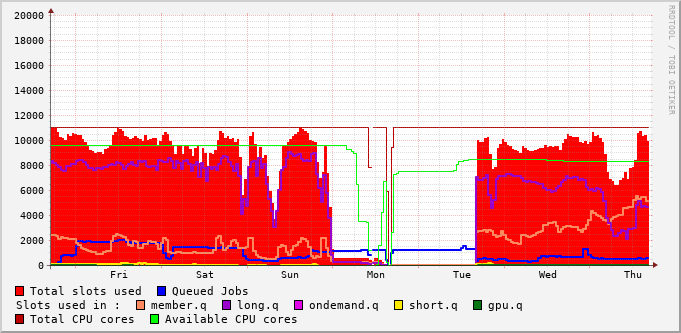 20000
18000
16000
14000
12000
10000
8000
6000
4000
2000
0
Fri Sat Sun Mon Tue Wed Thu
RRDTOOL / TOBI OETIKER
Total slots used Queued Jobs
Slots used in : member.q long.q ondemand.q short.q gpu.q
Total CPU cores Available CPU cores